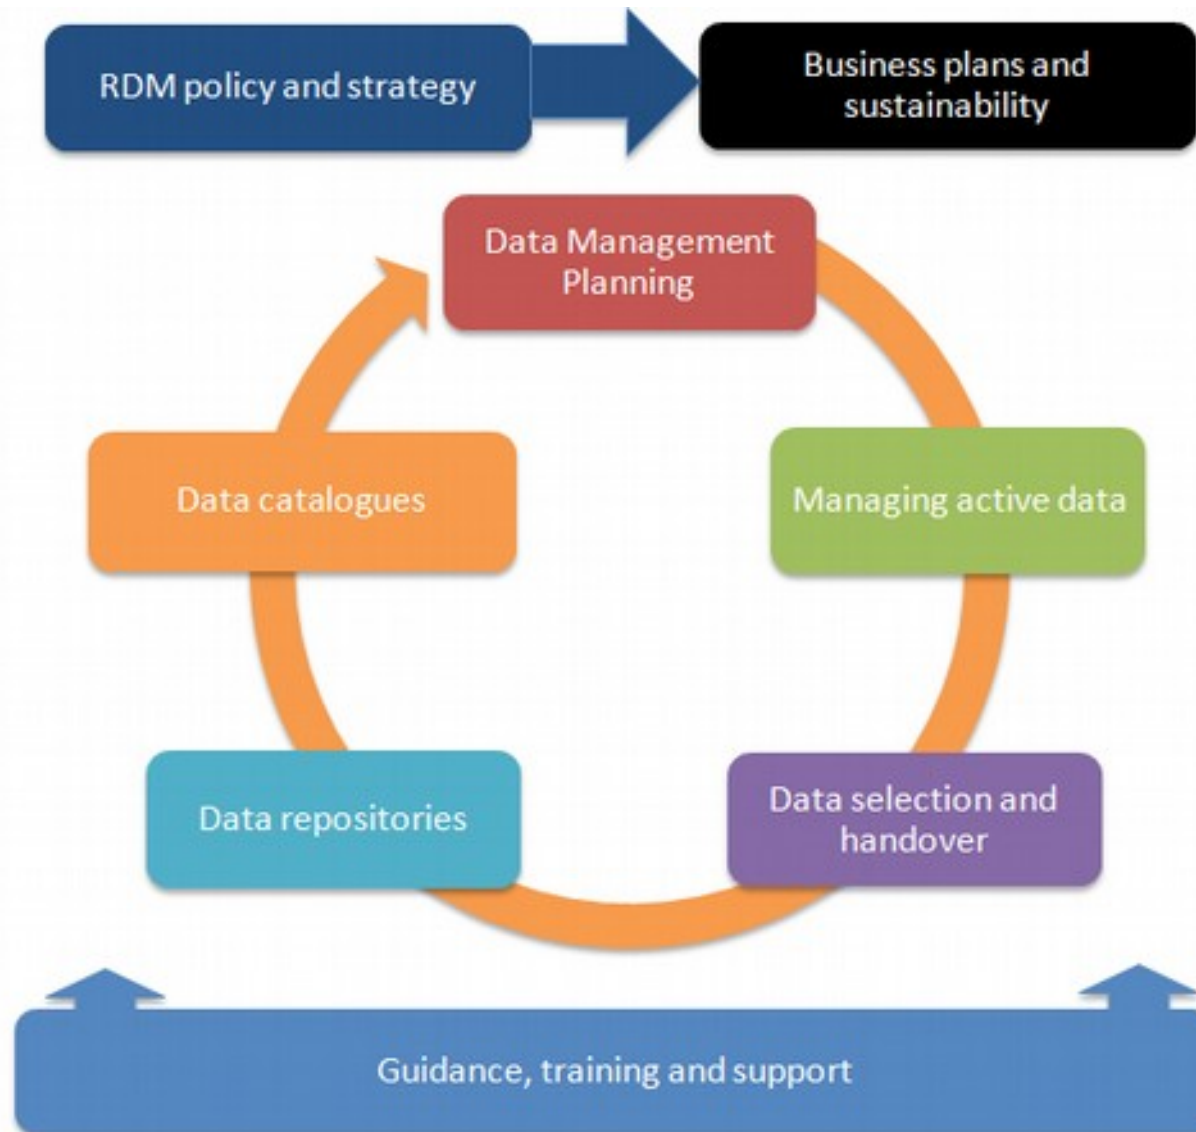 RDM policy and strategy
Business plans and
sustainability
Data Management
Planning
Data catalogues
Managing active data
Data repositories
Data selection and
handover
Guidance, training and support